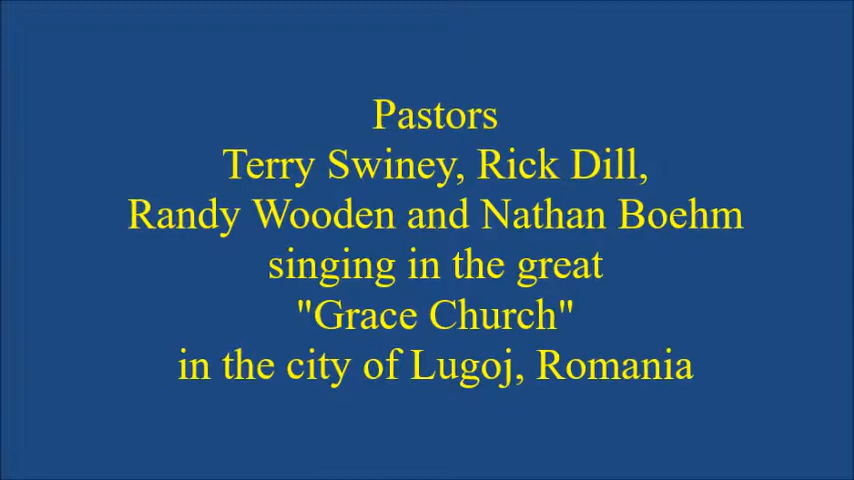 Pastors
Terry Swiney, Rick Dill,
Randy Wooden and Nathan Boehm
singing in the great
"Grace Church"
in the city of Lugoj, Romania